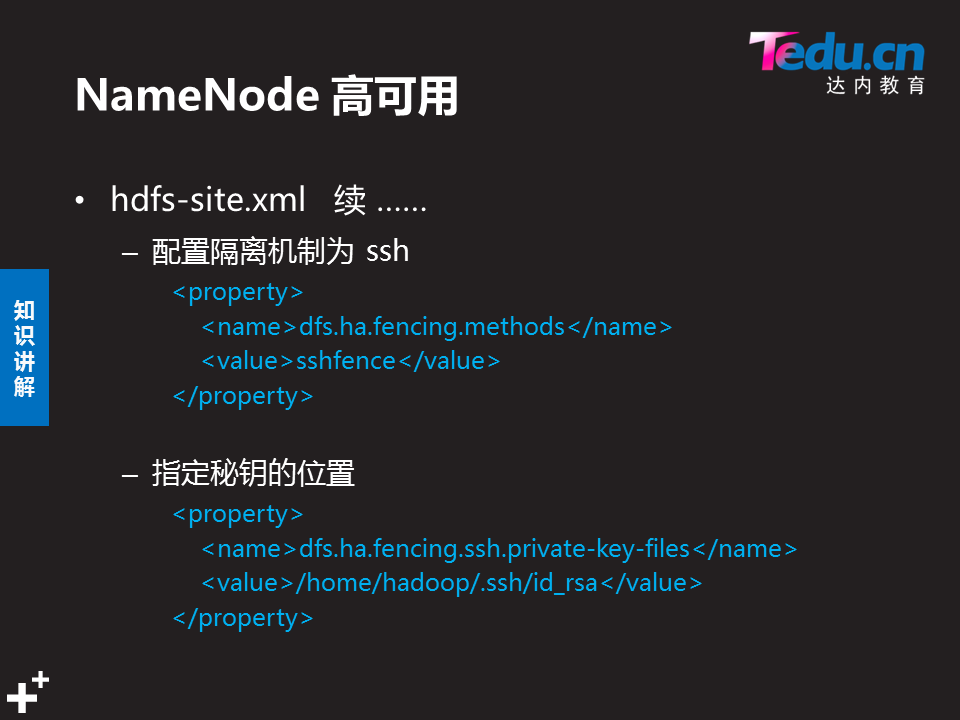 Tedu.cn
达内教育
NameNode 高可用
• hdfs-site.xml 续 ……
– 配置隔离机制为 ssh
<property>
<name>dfs.ha.fencing.methods</name>
<value>sshfence</value>
</property>
知识讲解
– 指定秘钥的位置
<property>
<name>dfs.ha.fencing.ssh.private-key-files</name>
<value>/home/hadoop/.ssh/id_rsa</value>
</property>